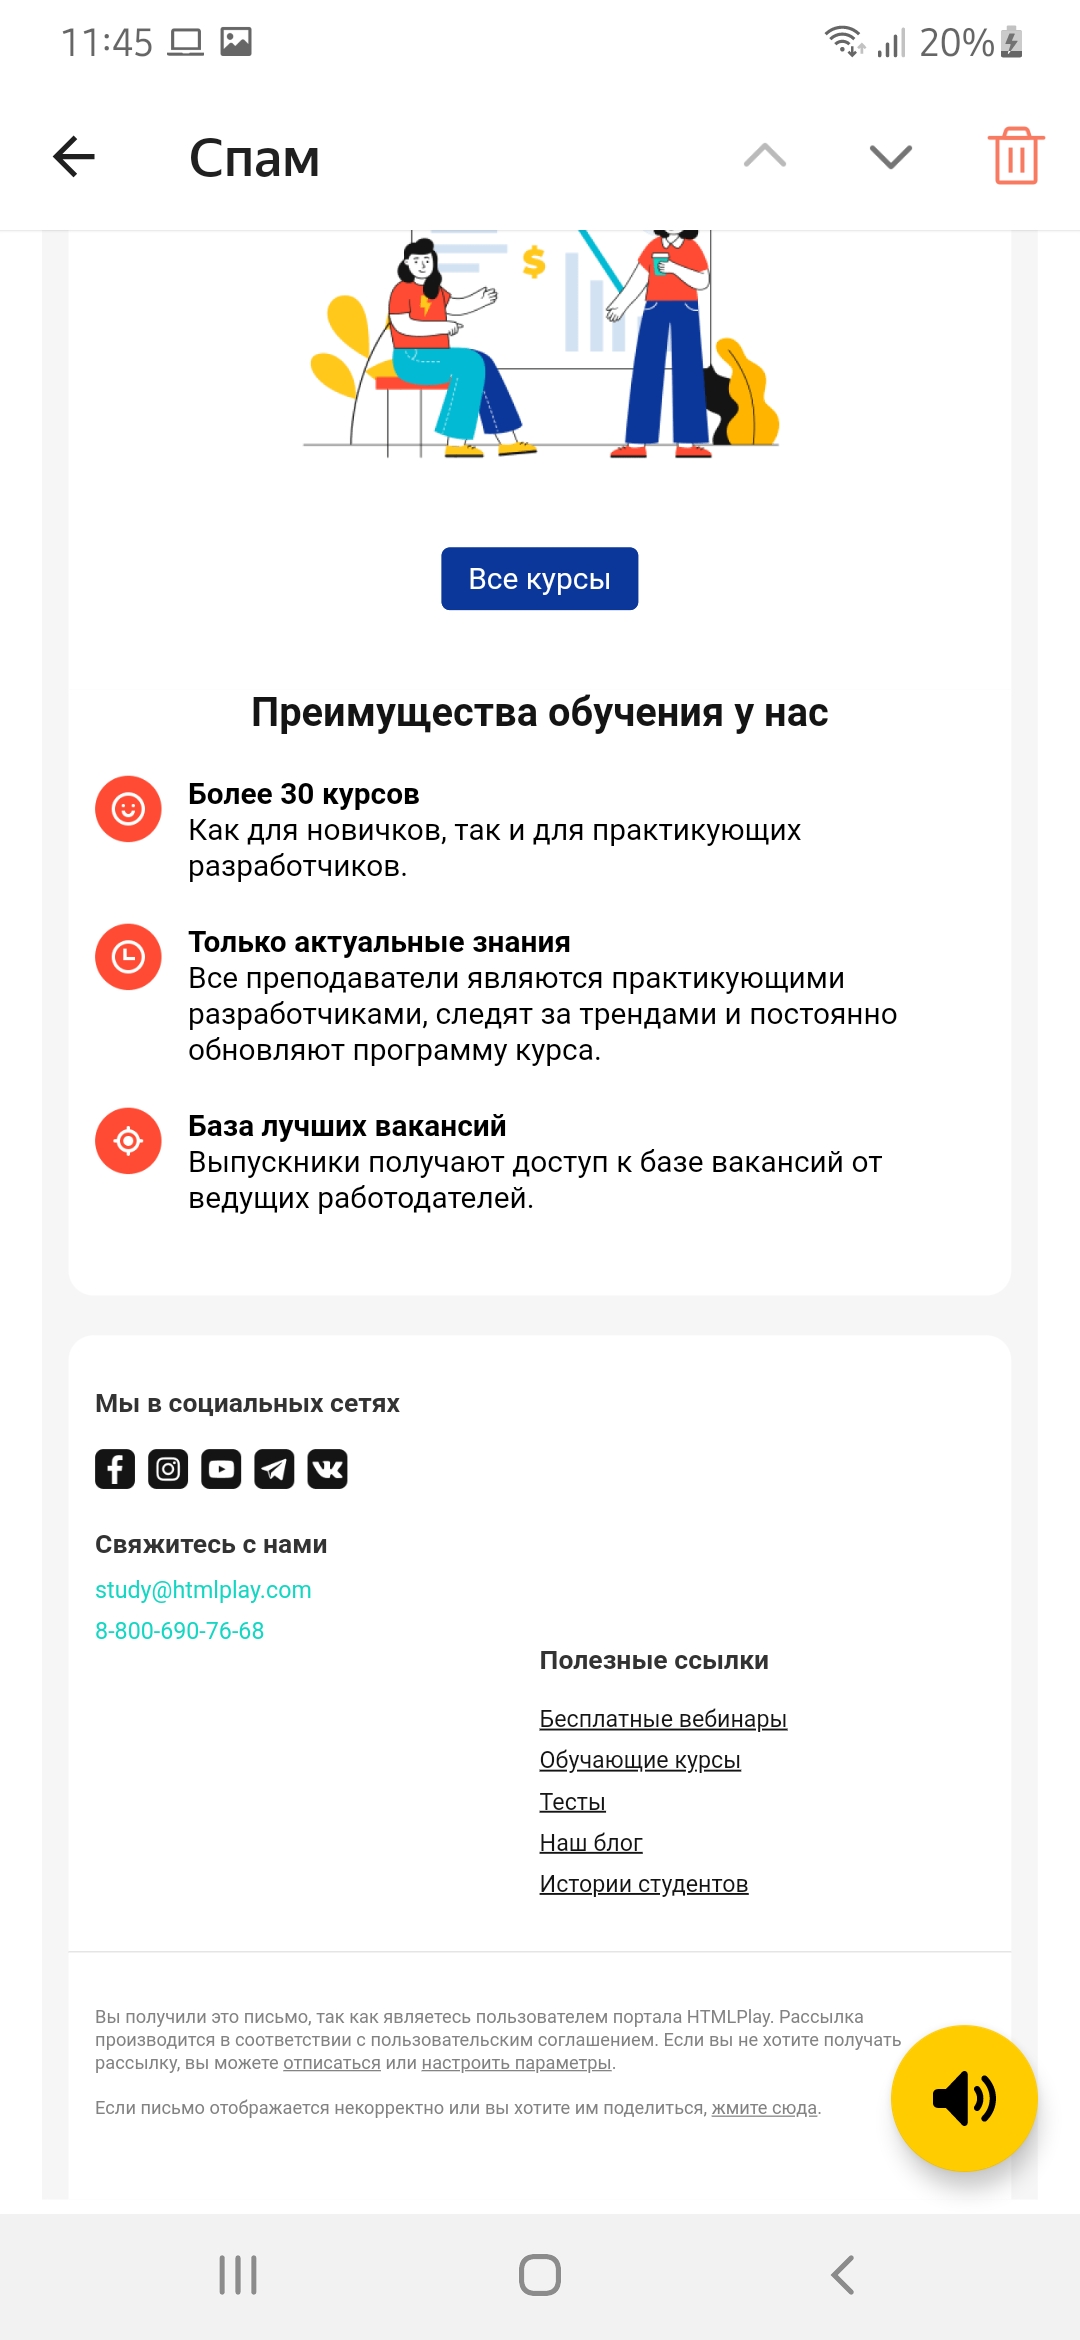 11:45
20%
Спам
$
Все курсы
Преимущества обучения у нас
Более 30 курсов
Как для новичков, так и для практикующих
разработчиков.
Только актуальные знания
Все преподаватели являются практикующими
разработчиками, следят за трендами и постоянно
обновляют программу курса.
База лучших вакансий
Выпускники получают доступ к базе вакансий от
ведущих работодателей.
Мы в социальных сетях
Свяжитесь с нами
study@htmlplay.com
8-800-690-76-68
Полезные ссылки
Бесплатные вебинары
Обучающие курсы
Тесты
Наш блог
Истории студентов
Вы получили это письмо, так как являетесь пользователем портала HTMLPlay. Рассылка
производится в соответствии с пользовательским соглашением. Если вы не хотите получать
рассылку, вы можете отписаться или настроить параметры.
Если письмо отображается некорректно или вы хотите им поделиться, жмите сюда.